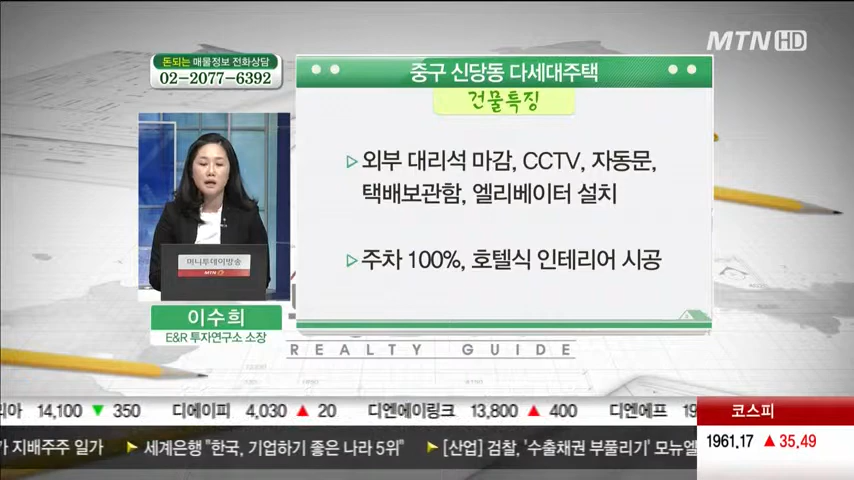 MTN HD
돈되는 매물정보 전화상담
02-2077-6392
중구 신당동 다세대주택
건물특징
▷외부 대리석 마감, CCTV, 자동문,
택배보관함, 엘리베이터 설치
▷주차 100%, 호텔식 인테리어 시공
머니투데이방송
MTN
이수희
E&R 투자연구소 소장
REALTY GUIDE
리아 14,100 ▼ 350 디에이피 4,030 ▲ 20 디엔에이링크 13,800 ▲ 400 디엔에프 19
코스피
가 지배주주 일가 ▶ 세계은행 "한국, 기업하기 좋은 나라 5위" ▶ [산업] 검찰, '수출채권 부풀리기' 모뉴엘
1961.17 ▲ 35.49